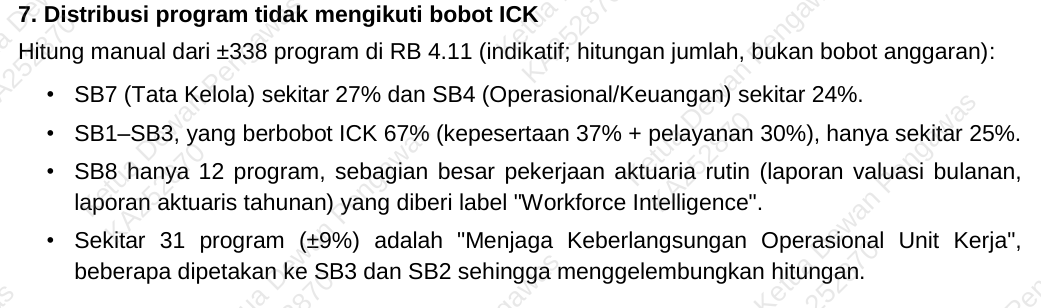 7. Distribusi program tidak mengikuti bobot ICK
Hitung manual dari ±338 program di RB 4.11 (indikatif; hitungan jumlah, bukan bobot anggaran):
• SB7 (Tata Kelola) sekitar 27% dan SB4 (Operasional/Keuangan) sekitar 24%.
• SB1–SB3, yang berbobot ICK 67% (kepesertaan 37% + pelayanan 30%), hanya sekitar 25%.
• SB8 hanya 12 program, sebagian besar pekerjaan aktuaria rutin (laporan valuasi bulanan,
laporan aktuaris tahunan) yang diberi label "Workforce Intelligence".
• Sekitar 31 program (±9%) adalah "Menjaga Keberlangsungan Operasional Unit Kerja",
beberapa dipetakan ke SB3 dan SB2 sehingga menggelembungkan hitungan.